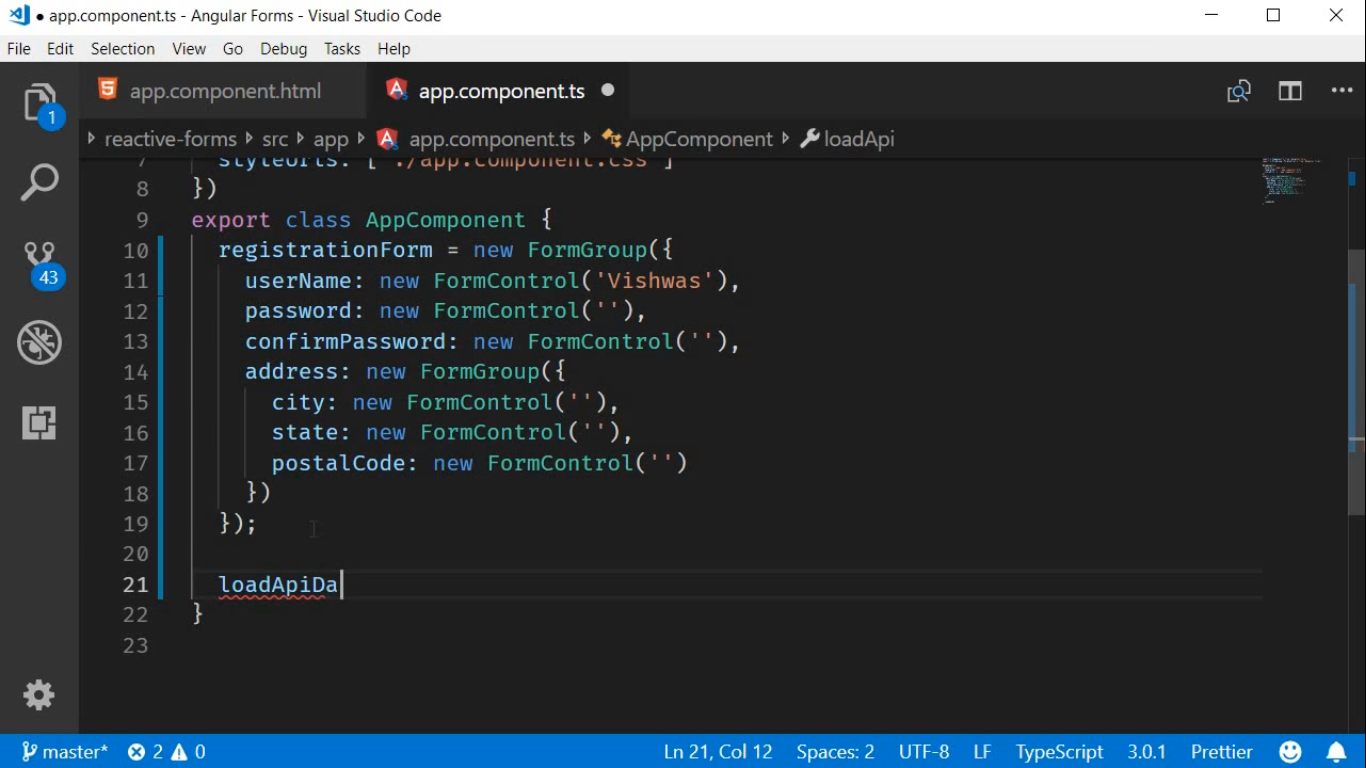 app.component.ts - Angular Forms - Visual Studio Code
File Edit Selection View Go Debug Tasks Help
app.component.html app.component.ts
reactive-forms src app app.component.ts AppComponent loadApi
1
43
7 styleUrls: ['./app.component.css']
8 })
9 export class AppComponent {
10 registrationForm = new FormGroup({
11 userName: new FormControl('Vishwas'),
12 password: new FormControl(''),
13 confirmPassword: new FormControl(''),
14 address: new FormGroup({
15 city: new FormControl(''),
16 state: new FormControl(''),
17 postalCode: new FormControl('')
18 })
19 });
20
21 loadApiDa
22 }
23
master* 2 0 Ln 21, Col 12 Spaces: 2 UTF-8 LF TypeScript 3.0.1 Prettier